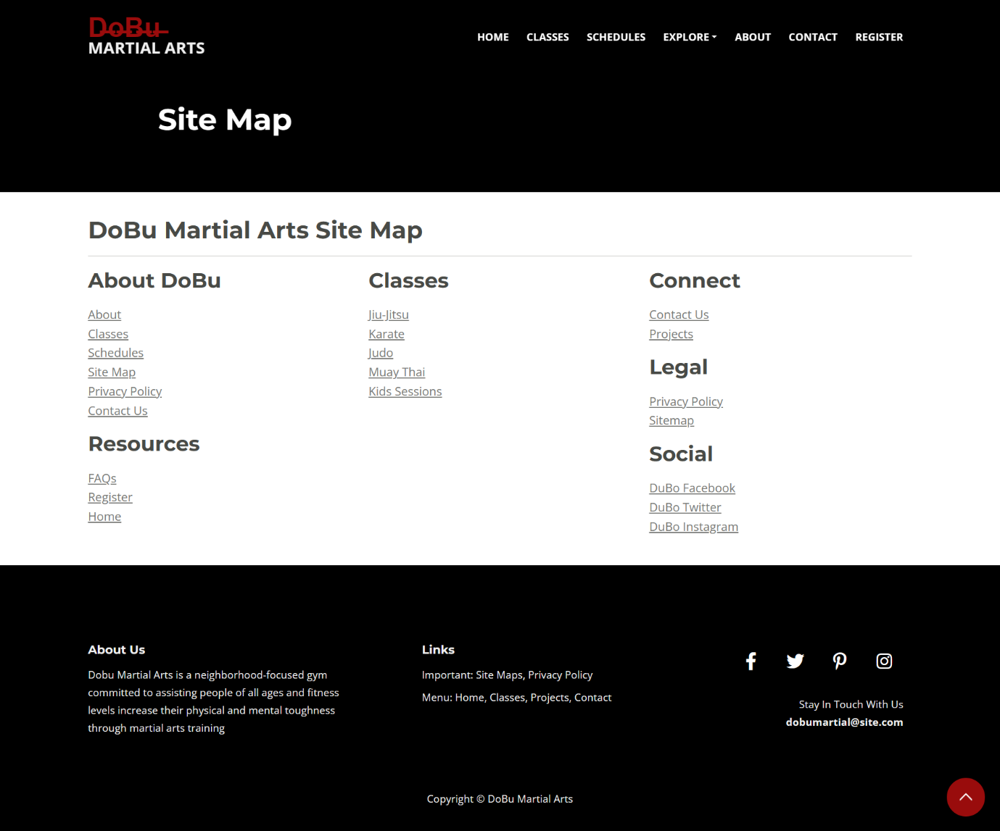 DoBu
MARTIAL ARTS
HOME CLASSES SCHEDULES EXPLORE ABOUT CONTACT REGISTER
Site Map
DoBu Martial Arts Site Map
About DoBu
About
Classes
Schedules
Site Map
Privacy Policy
Contact Us
Resources
FAQs
Register
Home
Classes
Jiu-Jitsu
Karate
Judo
Muay Thai
Kids Sessions
Connect
Contact Us
Projects
Legal
Privacy Policy
Sitemap
Social
DuBo Facebook
DuBo Twitter
DuBo Instagram
About Us
Dobu Martial Arts is a neighborhood-focused gym
committed to assisting people of all ages and fitness
levels increase their physical and mental toughness
through martial arts training
Links
Important: Site Maps, Privacy Policy
Menu: Home, Classes, Projects, Contact
Stay In Touch With Us
dobumartial@site.com
Copyright © DoBu Martial Arts